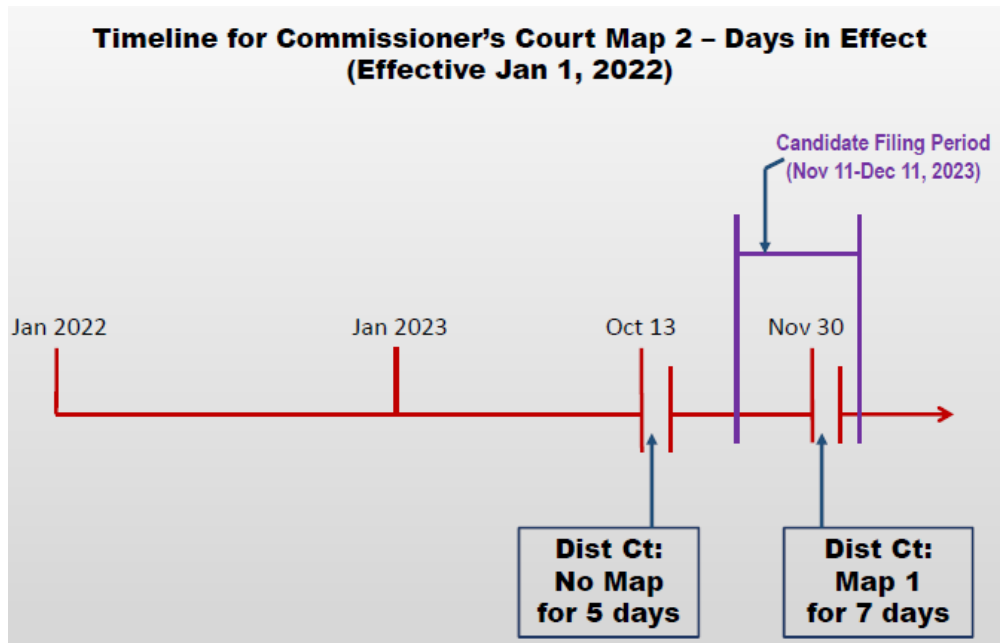 Timeline for Commissioner’s Court Map 2 – Days in Effect
(Effective Jan 1, 2022)
Candidate Filing Period
(Nov 11-Dec 11, 2023)
Jan 2022
Jan 2023
Oct 13
Nov 30
Dist Ct:
No Map
for 5 days
Dist Ct:
Map 1
for 7 days